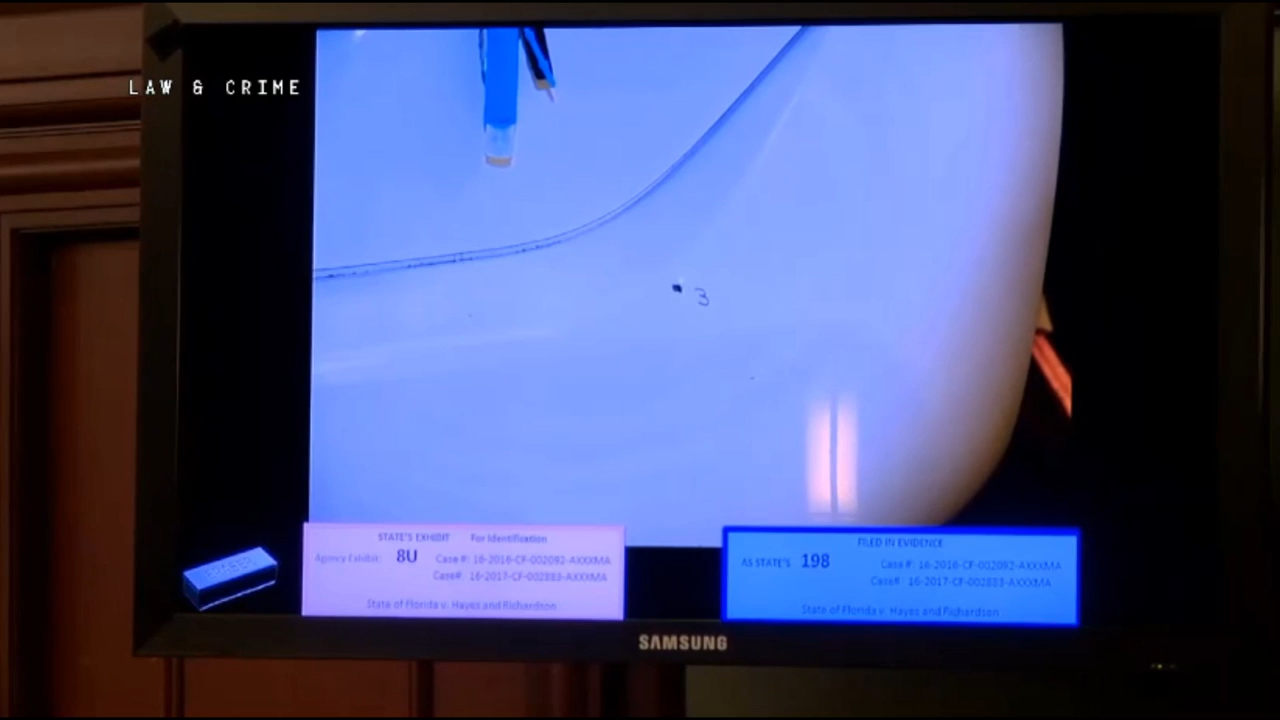 LAW & CRIME
3
STATE'S EXHIBIT For Identification
Agency Exhibit: 8U Case #: 16-2016-CF-002092-AXXXMA
Case#: 16-2017-CF-002883-AXXXMA
State of Florida v. Hayes and Richardson
FILED IN EVIDENCE
AS STATE'S 198 Case #: 16-2016-CF-002092-AXXXMA
Case#: 16-2017-CF-002883-AXXXMA
State of Florida v. Hayes and Richardson
SAMSUNG